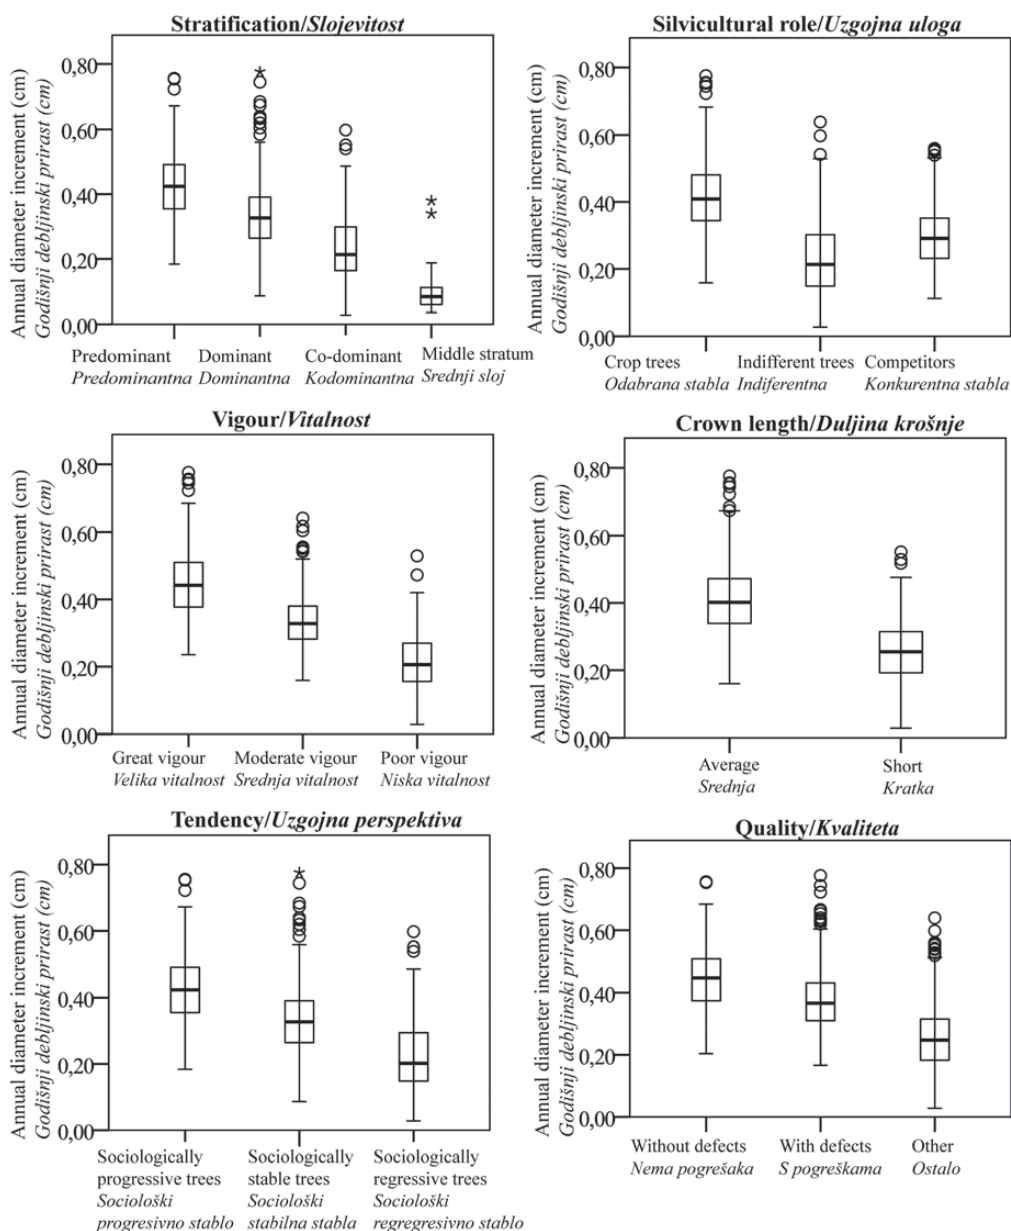 Stratification/Slojevitost
Annual diameter increment (cm)
Godišnji debljinski prirast (cm)
0,80
0,60
0,40
0,20
0,00
Predominant
Predominantna
Dominant
Dominantna
Co-dominant
Kodominantna
Middle stratum
Srednji sloj
Silvicultural role/Uzgojna uloga
Annual diameter increment (cm)
Godišnji debljinski prirast (cm)
0,80
0,60
0,40
0,20
0,00
Crop trees
Odabrana stabla
Indifferent trees
Indiferentna
Competitors
Konkurentna stabla
Vigour/Vitalnost
Annual diameter increment (cm)
Godišnji debljinski prirast (cm)
0,80
0,60
0,40
0,20
0,00
Great vigour
Velika vitalnost
Moderate vigour
Srednja vitalnost
Poor vigour
Niska vitalnost
Crown length/Duljina krošnje
Annual diameter increment (cm)
Godišnji debljinski prirast (cm)
0,80
0,60
0,40
0,20
0,00
Average
Srednja
Short
Kratka
Tendency/Uzgojna perspektiva
Annual diameter increment (cm)
Godišnji debljinski prirast (cm)
0,80
0,60
0,40
0,20
0,00
Sociologically
progressive trees
Sociološki
progresivno stablo
Sociologically
stable trees
Sociološki
stabilna stabla
Sociologically
regressive trees
Sociološki
regregresivno stablo
Quality/Kvaliteta
Annual diameter increment (cm)
Godišnji debljinski prirast (cm)
0,80
0,60
0,40
0,20
0,00
Without defects
Nema pogrešaka
With defects
S pogreškama
Other
Ostalo